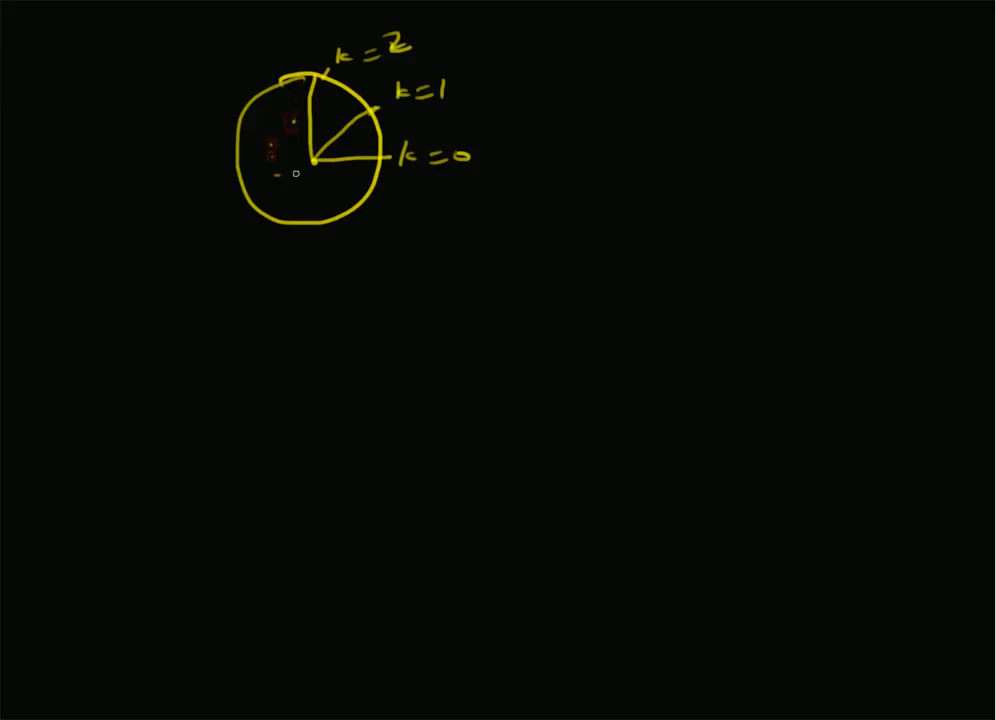 k = 2
k = 1
k = 0